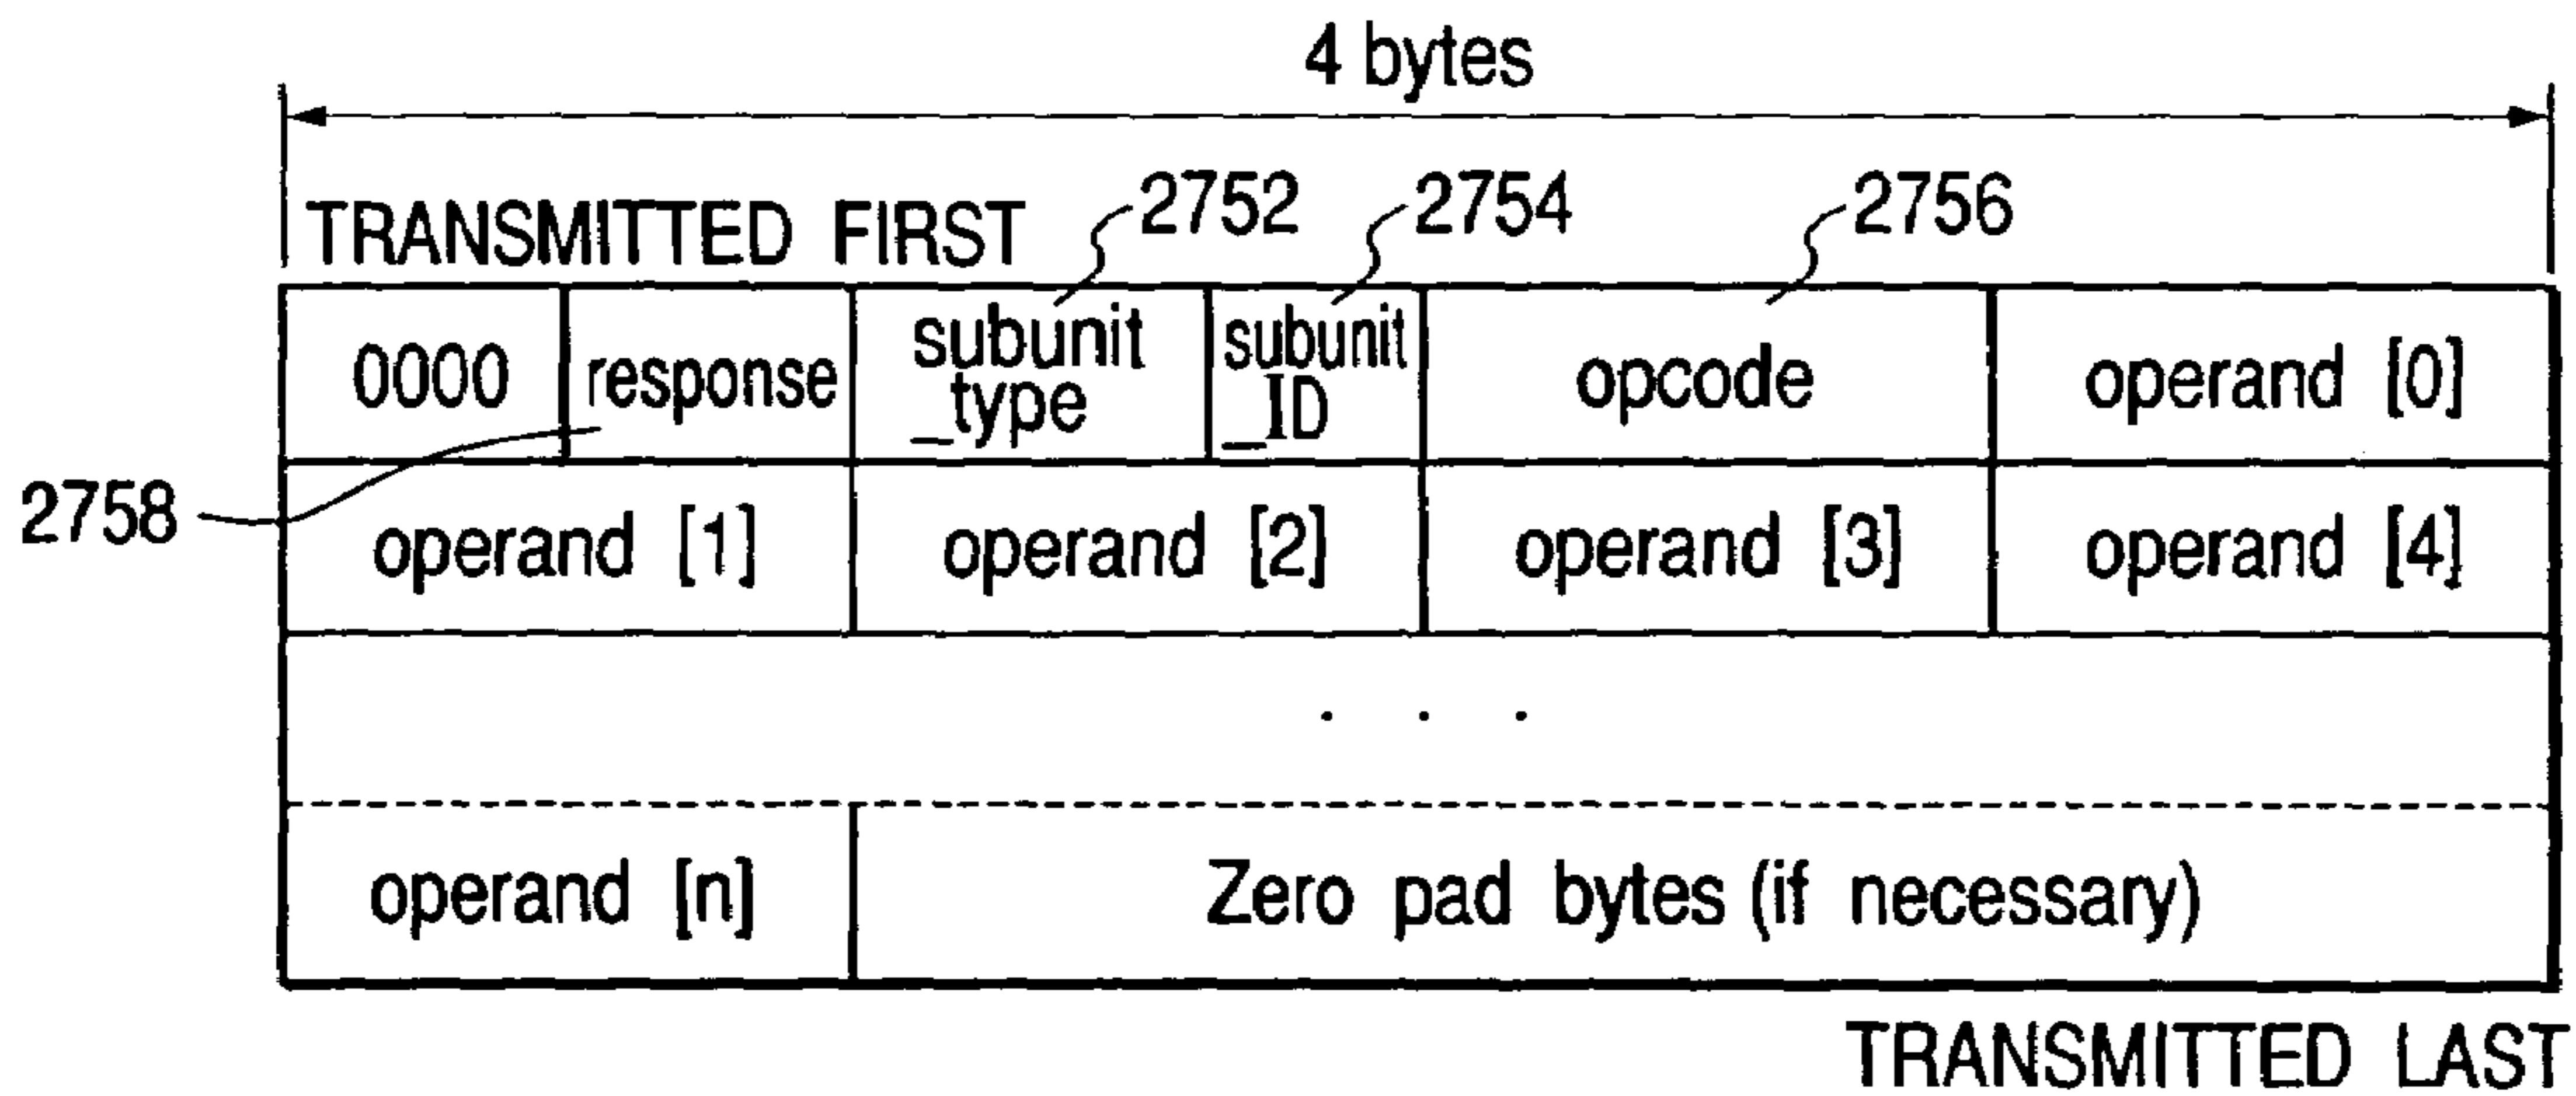 4 bytes
2752 2754 2756
TRANSMITTED FIRST
0000 response subunit _type subunit _ID opcode operand [0]
2758
operand [1] operand [2] operand [3] operand [4]
. . .
operand [n] Zero pad bytes (if necessary)
TRANSMITTED LAST